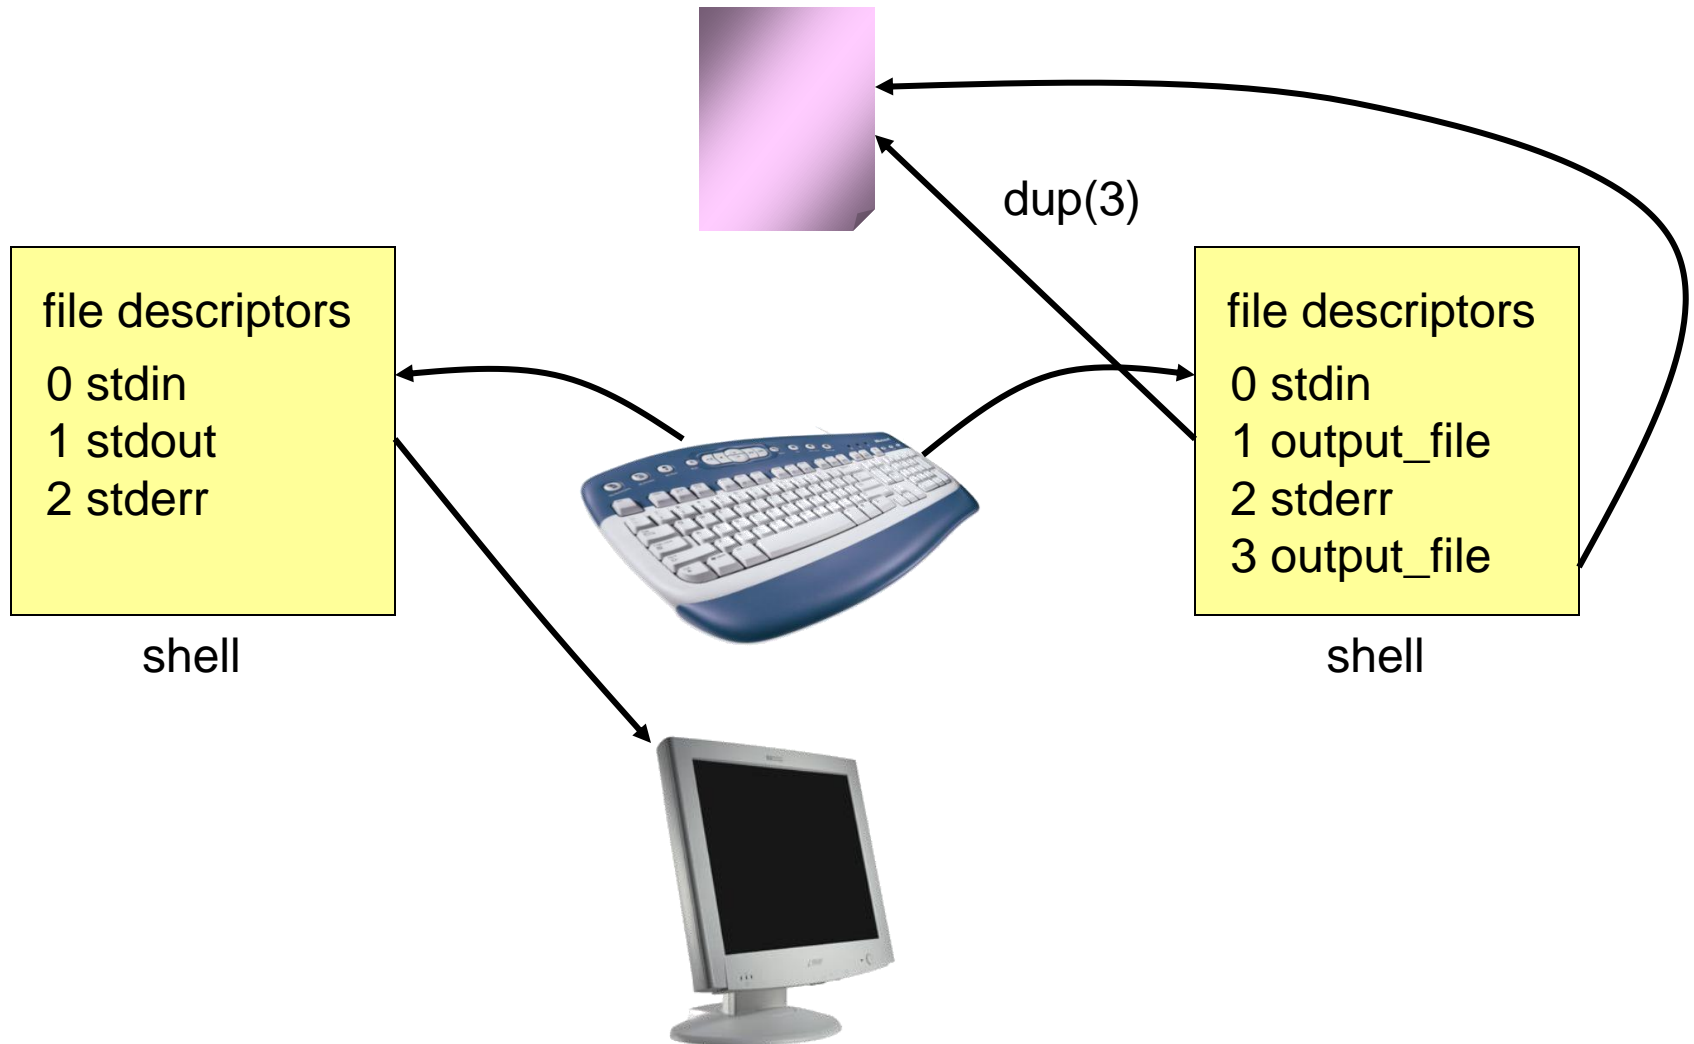 dup(3)
file descriptors
0 stdin
1 stdout
2 stderr
shell
file descriptors
0 stdin
1 output_file
2 stderr
3 output_file
shell